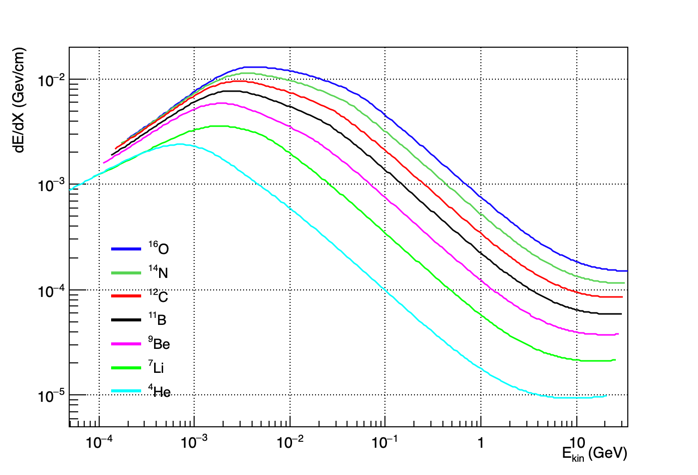 dE/dX (Gev/cm)
10⁻²
10⁻³
10⁻⁴
10⁻⁵
¹⁶O
¹⁴N
¹²C
¹¹B
⁹Be
⁷Li
⁴He
10⁻⁴ 10⁻³ 10⁻² 10⁻¹ 1 10
E_kin (GeV)